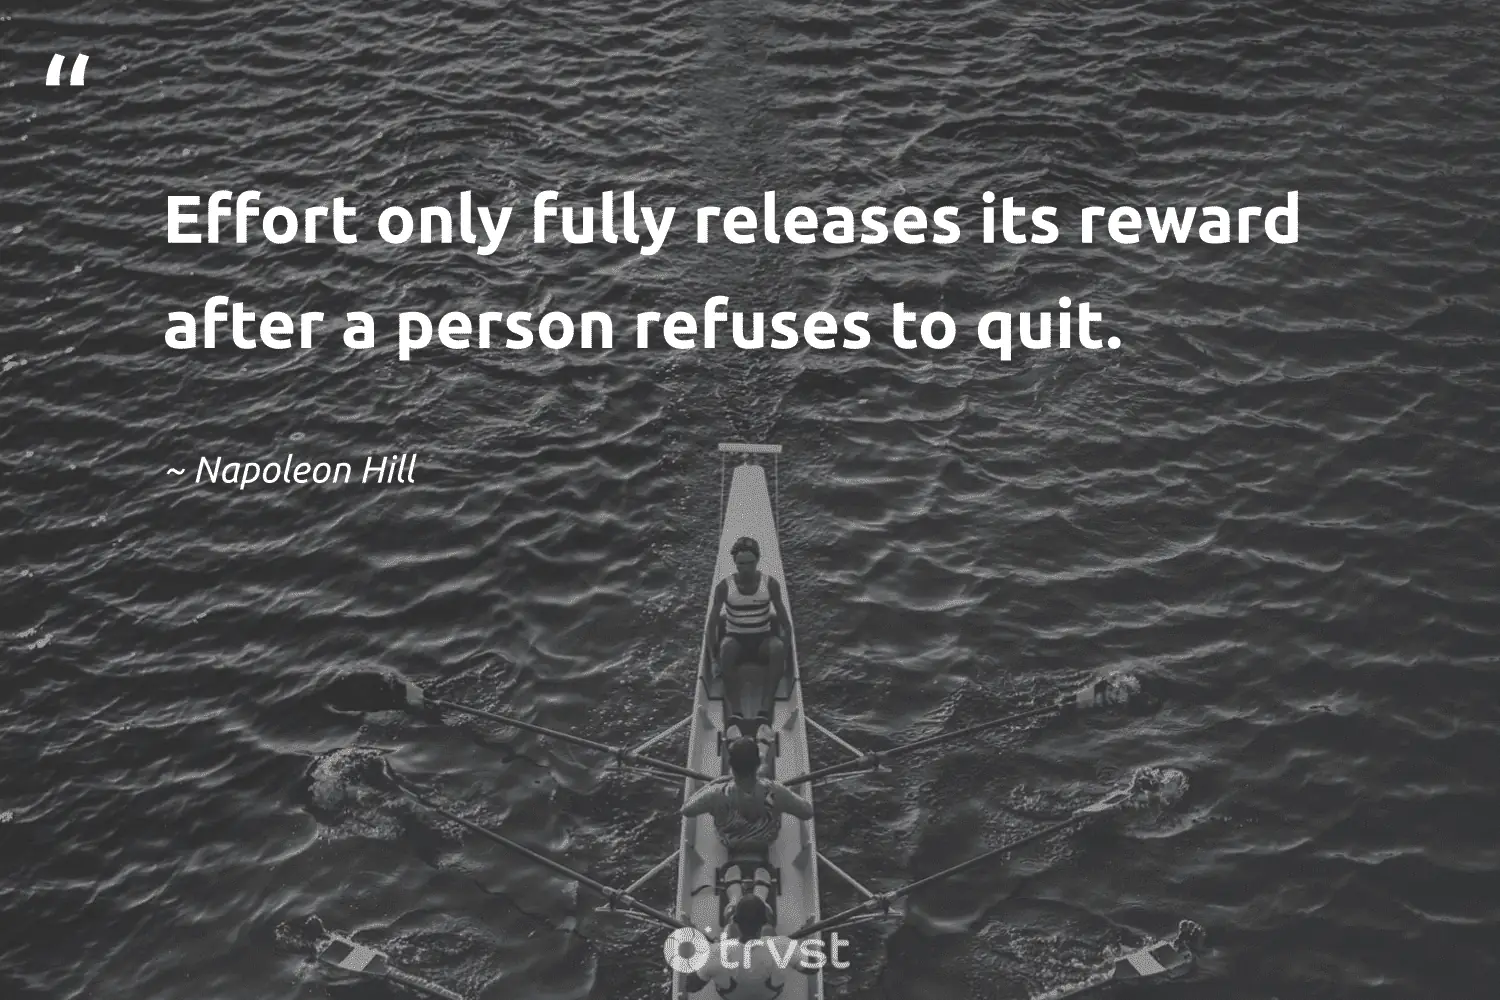 “
Effort only fully releases its reward
after a person refuses to quit.
~ Napoleon Hill
trvst